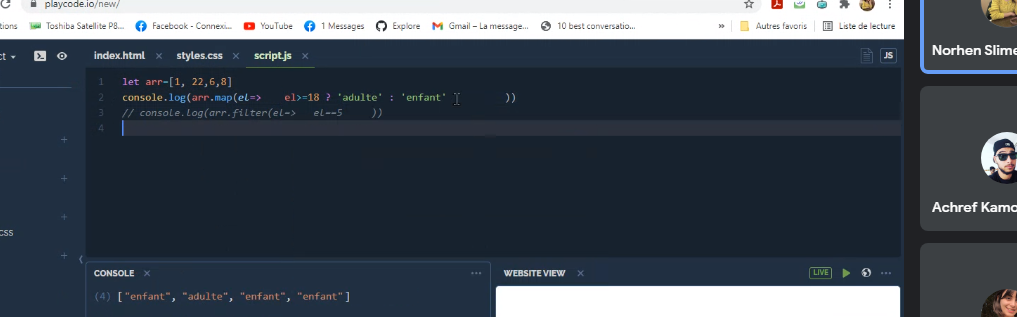 playcode.io/new/
tions Toshiba Satellite P8... Facebook - Connexi... YouTube 1 Messages Explore Gmail – La message... 10 best conversatio... » Autres favoris Liste de lecture
ct index.html × styles.css × script.js × JS
1 let arr=[1, 22,6,8]
2 console.log(arr.map(el=> el>=18 ? 'adulte' : 'enfant' ))
3 // console.log(arr.filter(el=> el==5 ))
4
css
CONSOLE × ... WEBSITE VIEW × LIVE ...
(4) ["enfant", "adulte", "enfant", "enfant"]
Norhen Slime
Achref Kamo